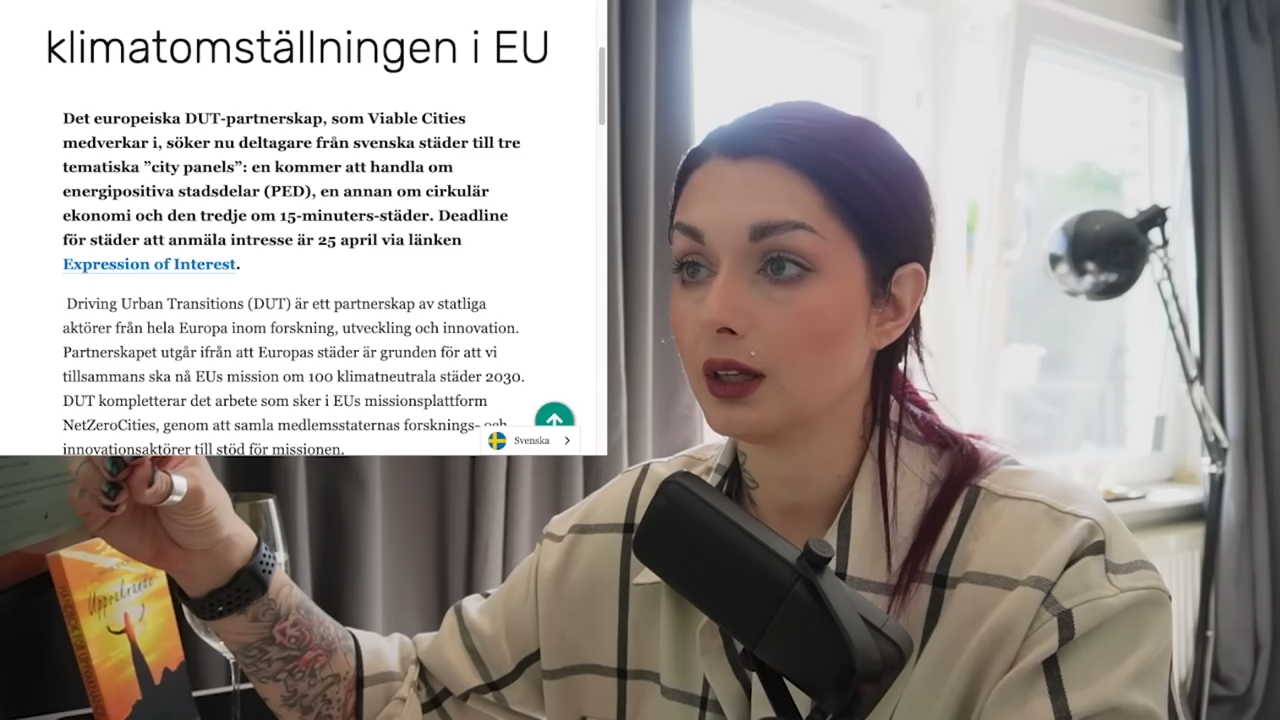 klimatomställningen i EU
Det europeiska DUT-partnerskap, som Viable Cities
medverkar i, söker nu deltagare från svenska städer till tre
tematiska ”city panels”: en kommer att handla om
energipositiva stadsdelar (PED), en annan om cirkulär
ekonomi och den tredje om 15-minuters-städer. Deadline
för städer att anmäla intresse är 25 april via länken
Expression of Interest.
Driving Urban Transitions (DUT) är ett partnerskap av statliga
aktörer från hela Europa inom forskning, utveckling och innovation.
Partnerskapet utgår ifrån att Europas städer är grunden för att vi
tillsammans ska nå EUs mission om 100 klimatneutrala städer 2030.
DUT kompletterar det arbete som sker i EUs missionsplattform
NetZeroCities, genom att samla medlemsstaternas forsknings- och
innovationsaktörer till stöd för missionen.
Svenska